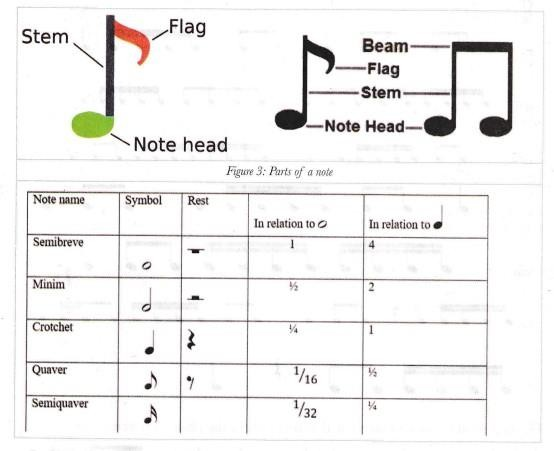 Stem
Flag
Note head
Beam
Flag
Stem
Note Head
Figure 3: Parts of a note
Note name Symbol Rest In relation to In relation to
Semibreve 1 4
Minim ½ 2
Crotchet ¼ 1
Quaver 1/16 ½
Semiquaver 1/32 ¼